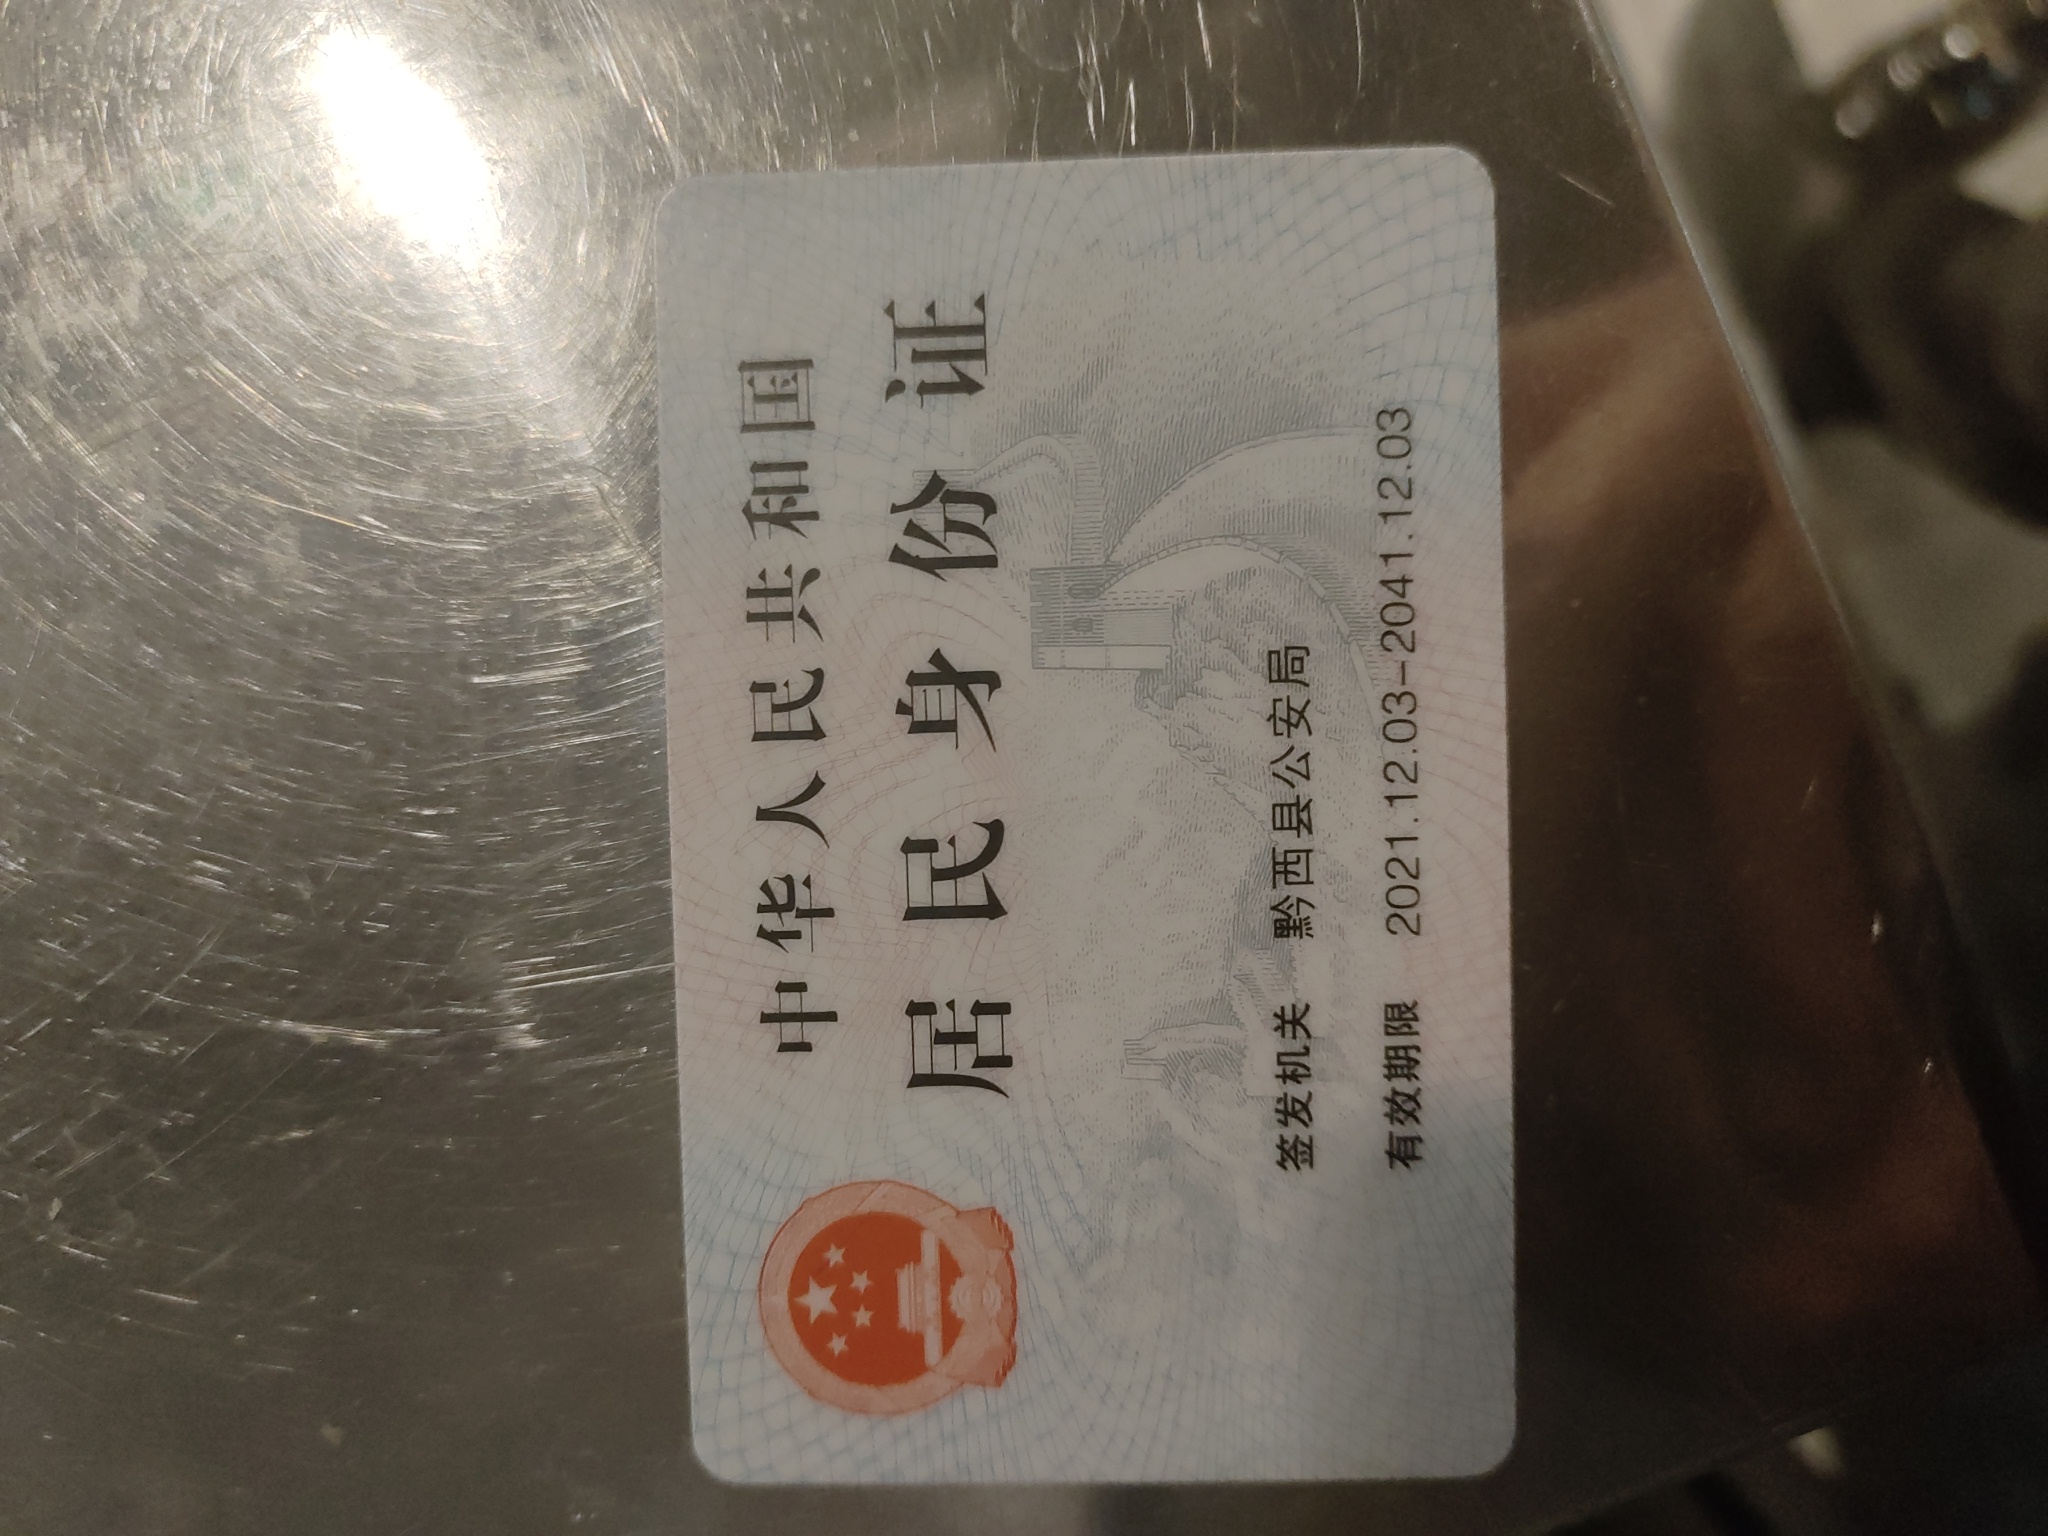 中华人民共和国
居民身份证
签发机关 黔西县公安局
有效期限 2021.12.03-2041.12.03